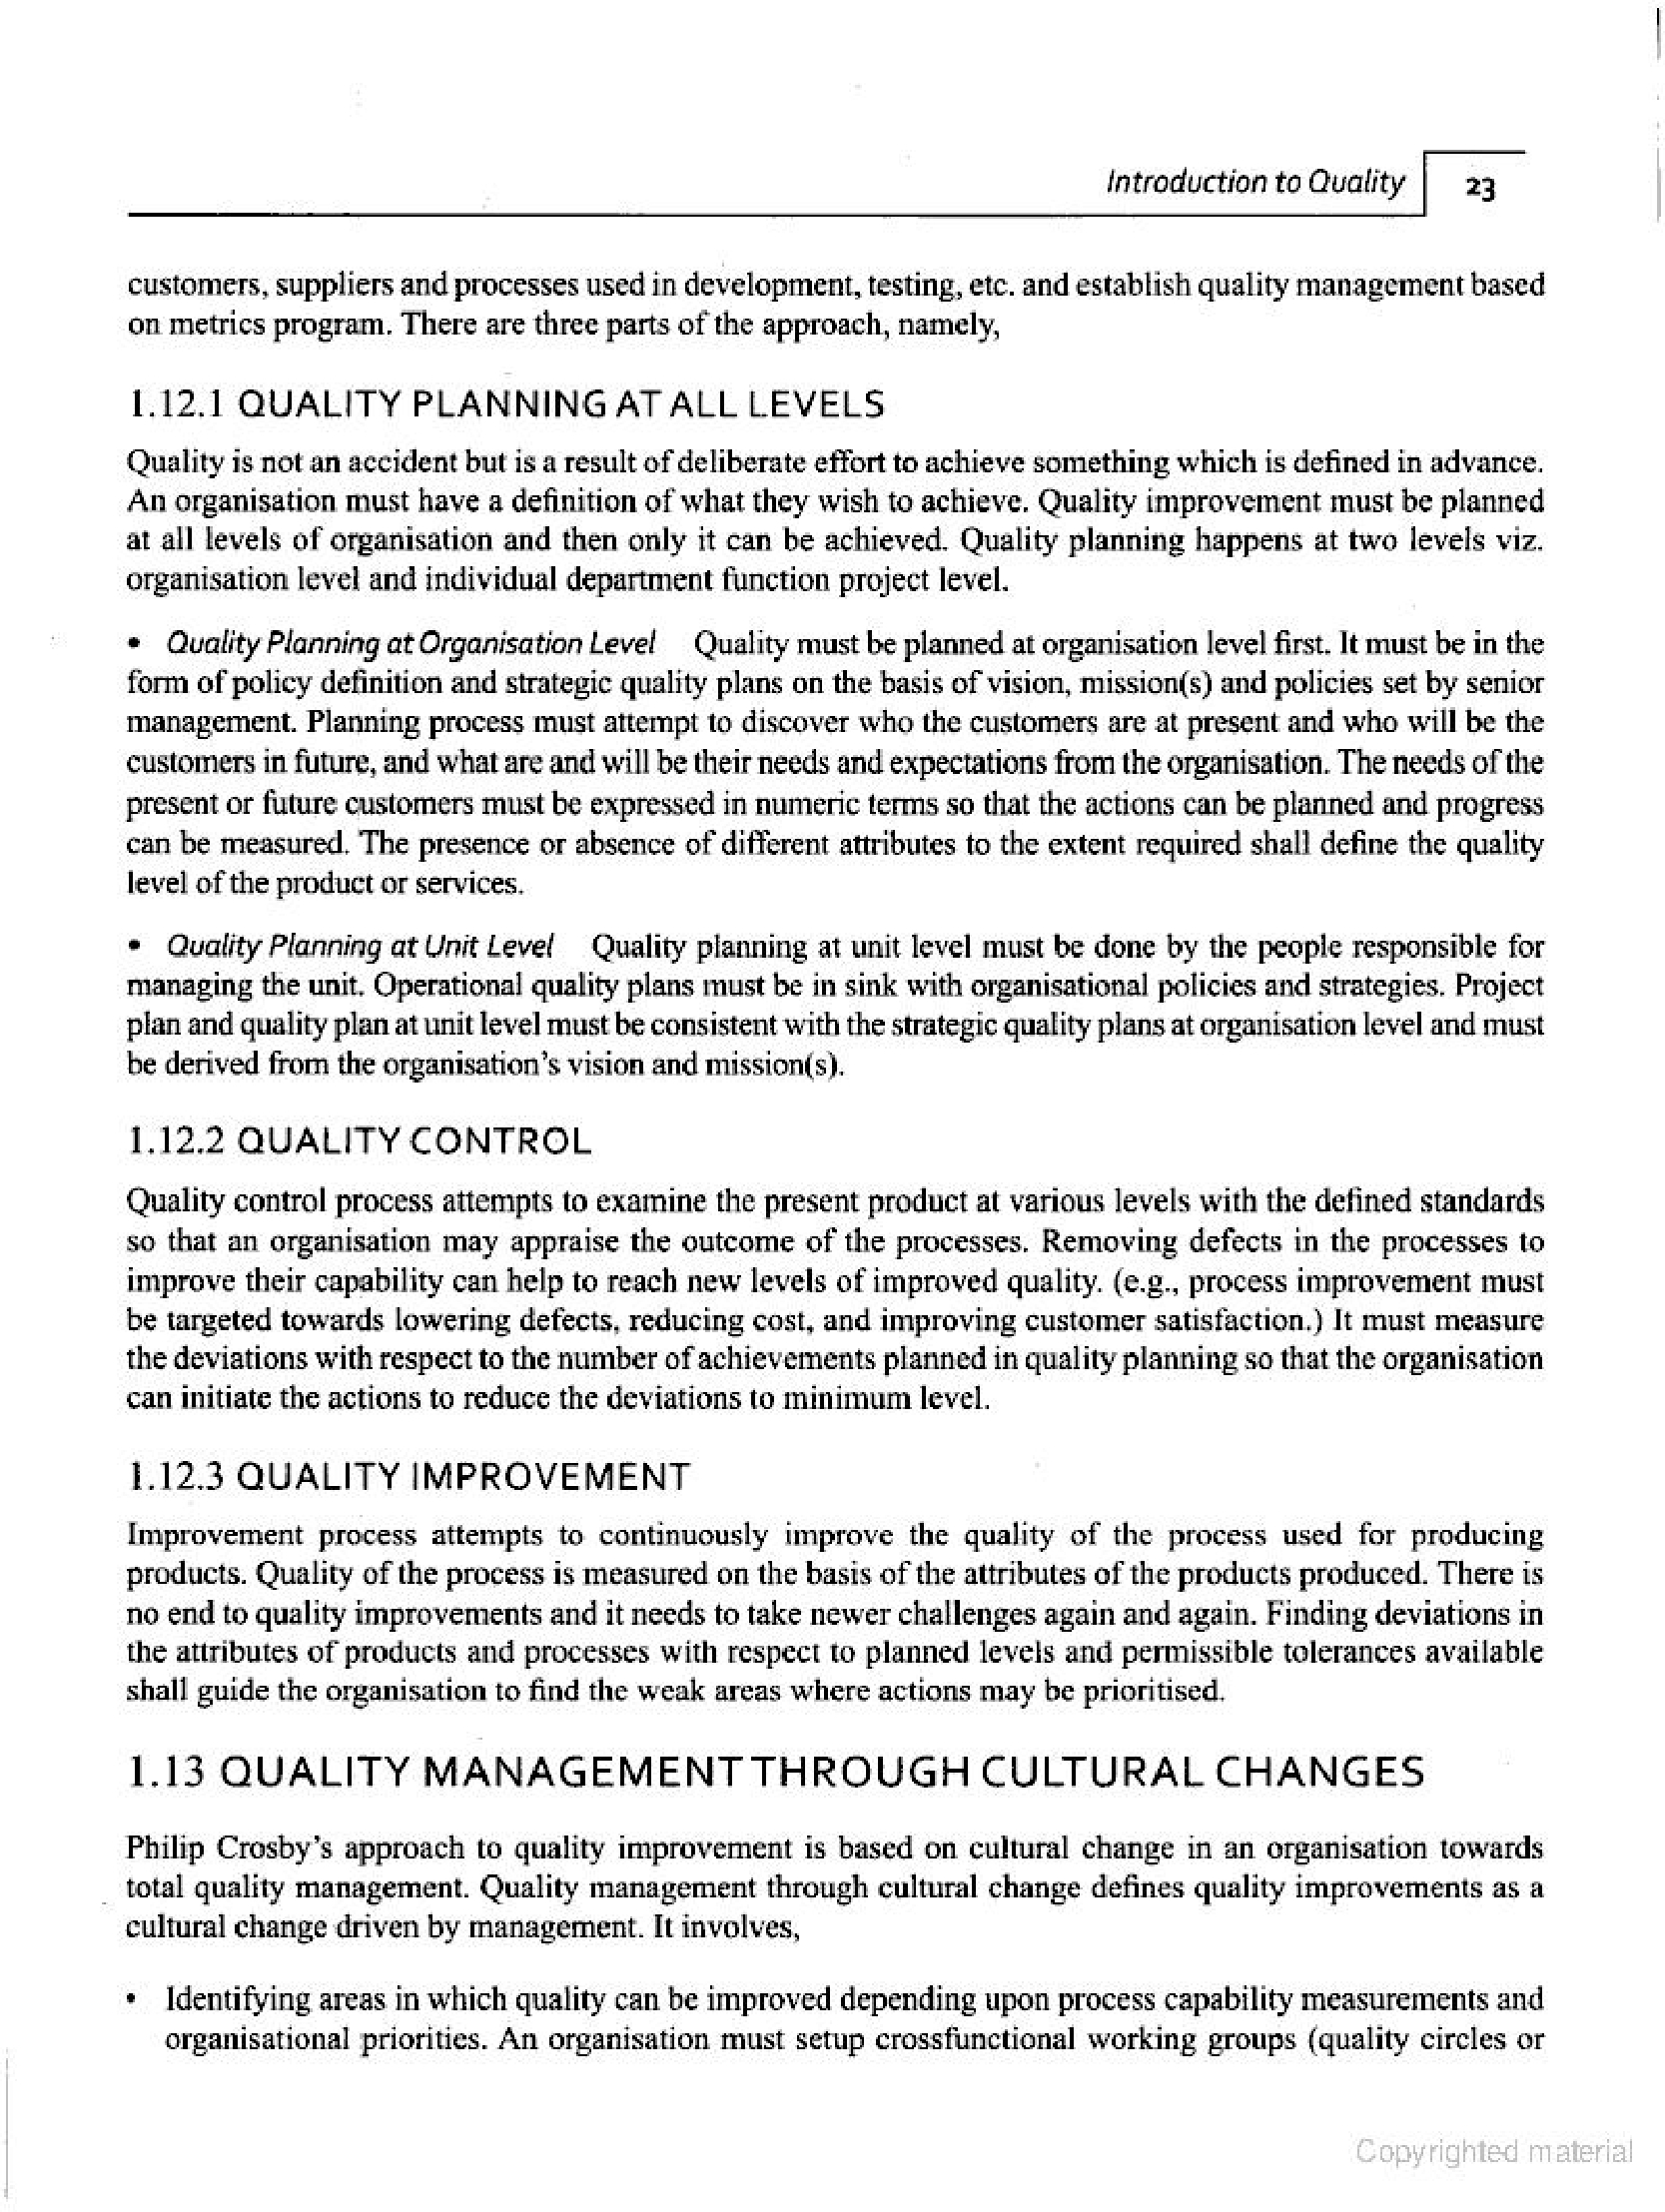 Introduction to Quality 23
customers, suppliers and processes used in development, testing, etc. and establish quality management based
on metrics program. There are three parts of the approach, namely,
1.12.1 QUALITY PLANNING AT ALL LEVELS
Quality is not an accident but is a result of deliberate effort to achieve something which is defined in advance.
An organisation must have a definition of what they wish to achieve. Quality improvement must be planned
at all levels of organisation and then only it can be achieved. Quality planning happens at two levels viz.
organisation level and individual department function project level.
• Quality Planning at Organisation Level Quality must be planned at organisation level first. It must be in the
form of policy definition and strategic quality plans on the basis of vision, mission(s) and policies set by senior
management. Planning process must attempt to discover who the customers are at present and who will be the
customers in future, and what are and will be their needs and expectations from the organisation. The needs of the
present or future customers must be expressed in numeric terms so that the actions can be planned and progress
can be measured. The presence or absence of different attributes to the extent required shall define the quality
level of the product or services.
• Quality Planning at Unit Level Quality planning at unit level must be done by the people responsible for
managing the unit. Operational quality plans must be in sink with organisational policies and strategies. Project
plan and quality plan at unit level must be consistent with the strategic quality plans at organisation level and must
be derived from the organisation's vision and mission(s).
1.12.2 QUALITY CONTROL
Quality control process attempts to examine the present product at various levels with the defined standards
so that an organisation may appraise the outcome of the processes. Removing defects in the processes to
improve their capability can help to reach new levels of improved quality. (e.g., process improvement must
be targeted towards lowering defects, reducing cost, and improving customer satisfaction.) It must measure
the deviations with respect to the number of achievements planned in quality planning so that the organisation
can initiate the actions to reduce the deviations to minimum level.
1.12.3 QUALITY IMPROVEMENT
Improvement process attempts to continuously improve the quality of the process used for producing
products. Quality of the process is measured on the basis of the attributes of the products produced. There is
no end to quality improvements and it needs to take newer challenges again and again. Finding deviations in
the attributes of products and processes with respect to planned levels and permissible tolerances available
shall guide the organisation to find the weak areas where actions may be prioritised.
1.13 QUALITY MANAGEMENT THROUGH CULTURAL CHANGES
Philip Crosby's approach to quality improvement is based on cultural change in an organisation towards
total quality management. Quality management through cultural change defines quality improvements as a
cultural change driven by management. It involves,
• Identifying areas in which quality can be improved depending upon process capability measurements and
organisational priorities. An organisation must setup crossfunctional working groups (quality circles or
Copyrighted material